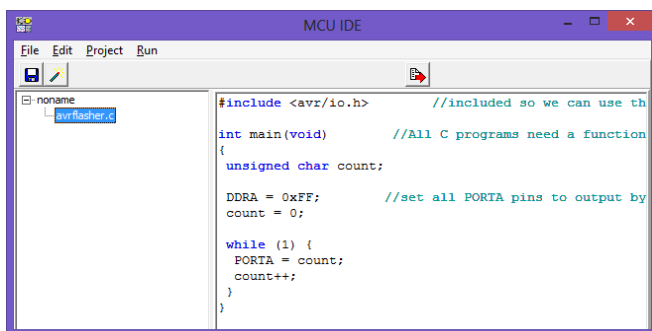 MCU IDE
File Edit Project Run
noname
avrflasher.c
#include <avr/io.h> //included so we can use th
int main(void) //All C programs need a function
{
unsigned char count;
DDRA = 0xFF; //set all PORTA pins to output by
count = 0;
while (1) {
PORTA = count;
count++;
}
}